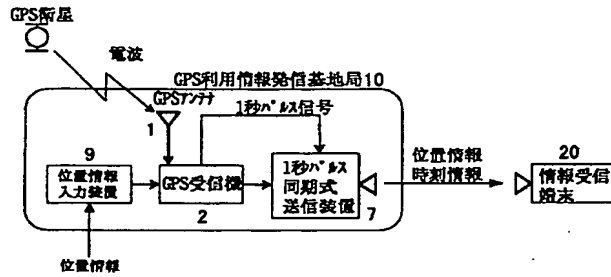 GPS衛星
電波
GPS利用情報発信基地局10
GPSアンテナ
1秒パルス信号
1
9
位置情報
入力装置
GPS受信機
2
1秒パルス
同期式
送信装置
7
位置情報
時刻情報
20
情報受信
端末
位置情報